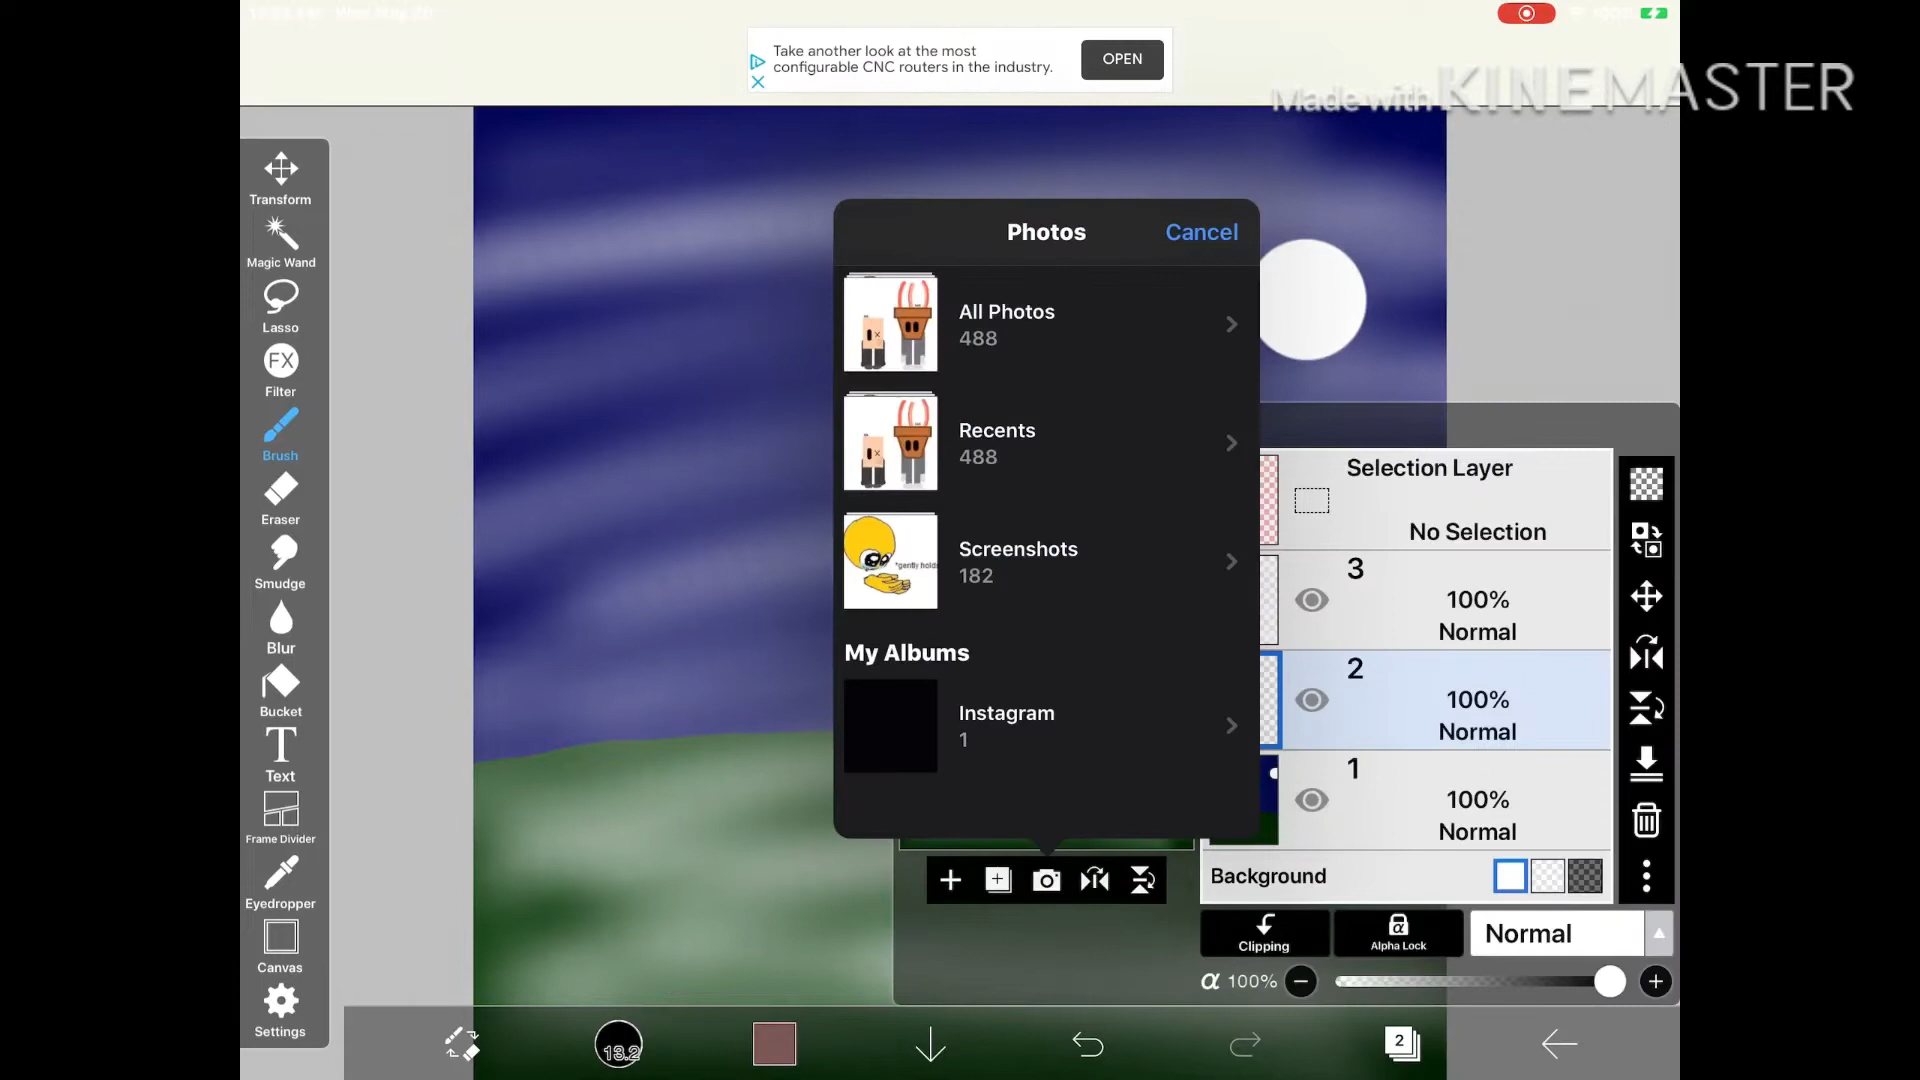 Take another look at the most
configurable CNC routers in the industry.
OPEN
Made with KINEMASTER
Transform
Magic Wand
Lasso
FX
Filter
Brush
Eraser
Smudge
Blur
Bucket
T
Text
Frame Divider
Eyedropper
Canvas
Settings
Photos
Cancel
All Photos
488
Recents
488
Screenshots
182
*gently holds
My Albums
Instagram
1
Selection Layer
No Selection
3
100%
Normal
2
100%
Normal
1
100%
Normal
Background
Clipping
α
Alpha Lock
Normal
α 100%
13.2
2